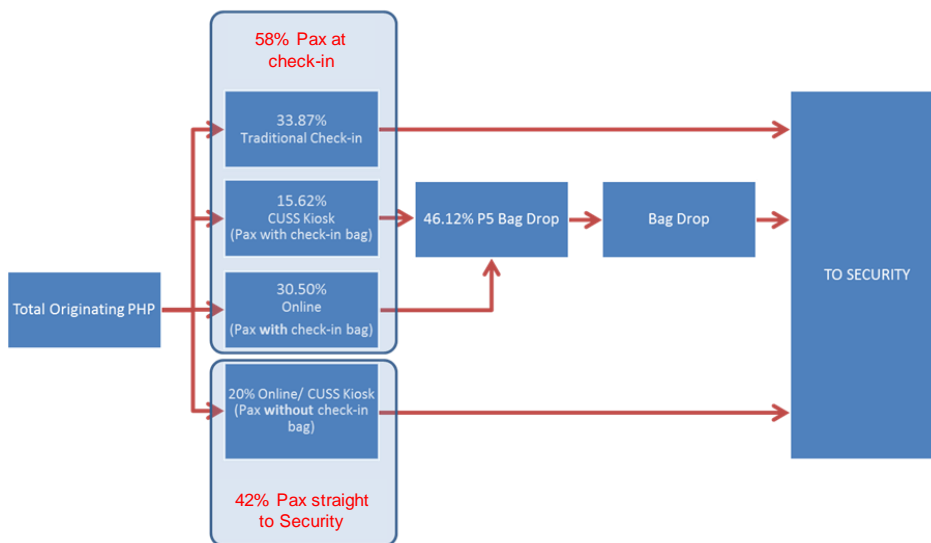 58% Pax at
check-in
33.87%
Traditional Check-in
15.62%
CUSS Kiosk
(Pax with check-in bag)
46.12% P5 Bag Drop
Bag Drop
TO SECURITY
Total Originating PHP
30.50%
Online
(Pax with check-in bag)
20% Online/ CUSS Kiosk
(Pax without check-in
bag)
42% Pax straight
to Security